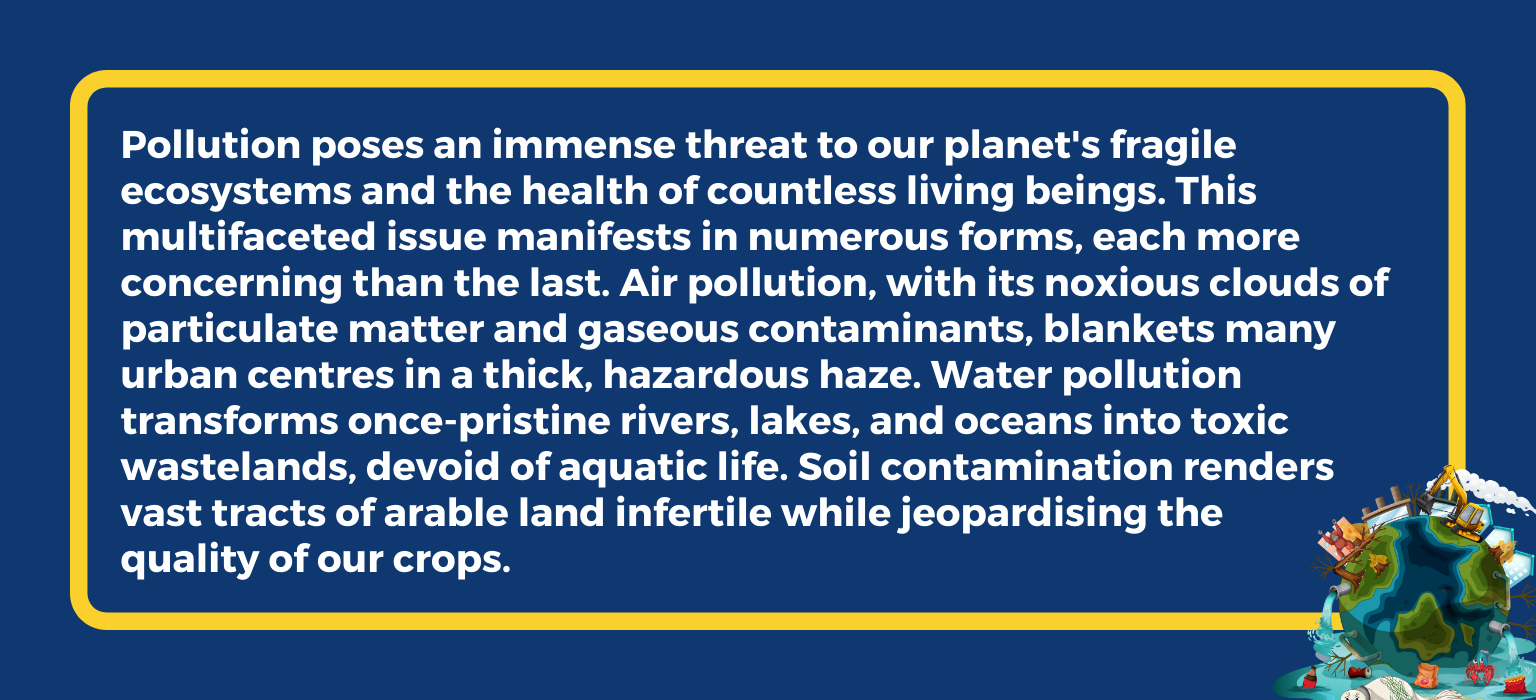 Pollution poses an immense threat to our planet's fragile
ecosystems and the health of countless living beings. This
multifaceted issue manifests in numerous forms, each more
concerning than the last. Air pollution, with its noxious clouds of
particulate matter and gaseous contaminants, blankets many
urban centres in a thick, hazardous haze. Water pollution
transforms once-pristine rivers, lakes, and oceans into toxic
wastelands, devoid of aquatic life. Soil contamination renders
vast tracts of arable land infertile while jeopardising the
quality of our crops.